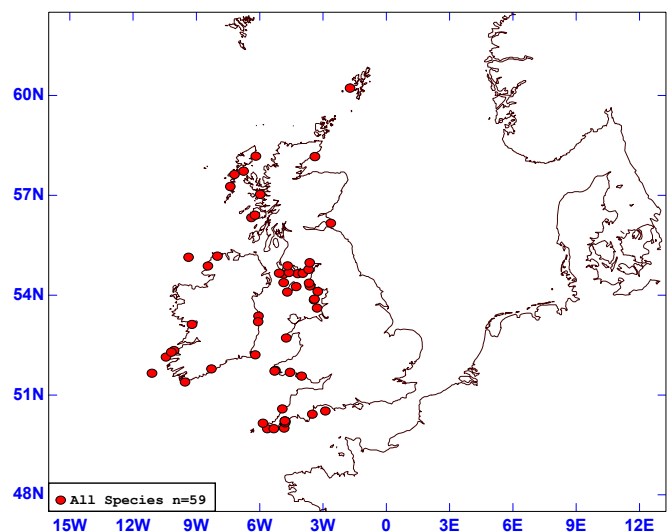 60N
57N
54N
51N
48N
All Species n=59
15W 12W 9W 6W 3W 0 3E 6E 9E 12E